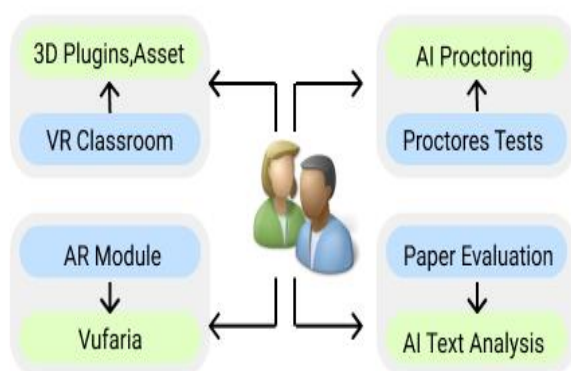 3D Plugins,Asset
VR Classroom
AI Proctoring
Proctores Tests
AR Module
Vufaria
Paper Evaluation
AI Text Analysis